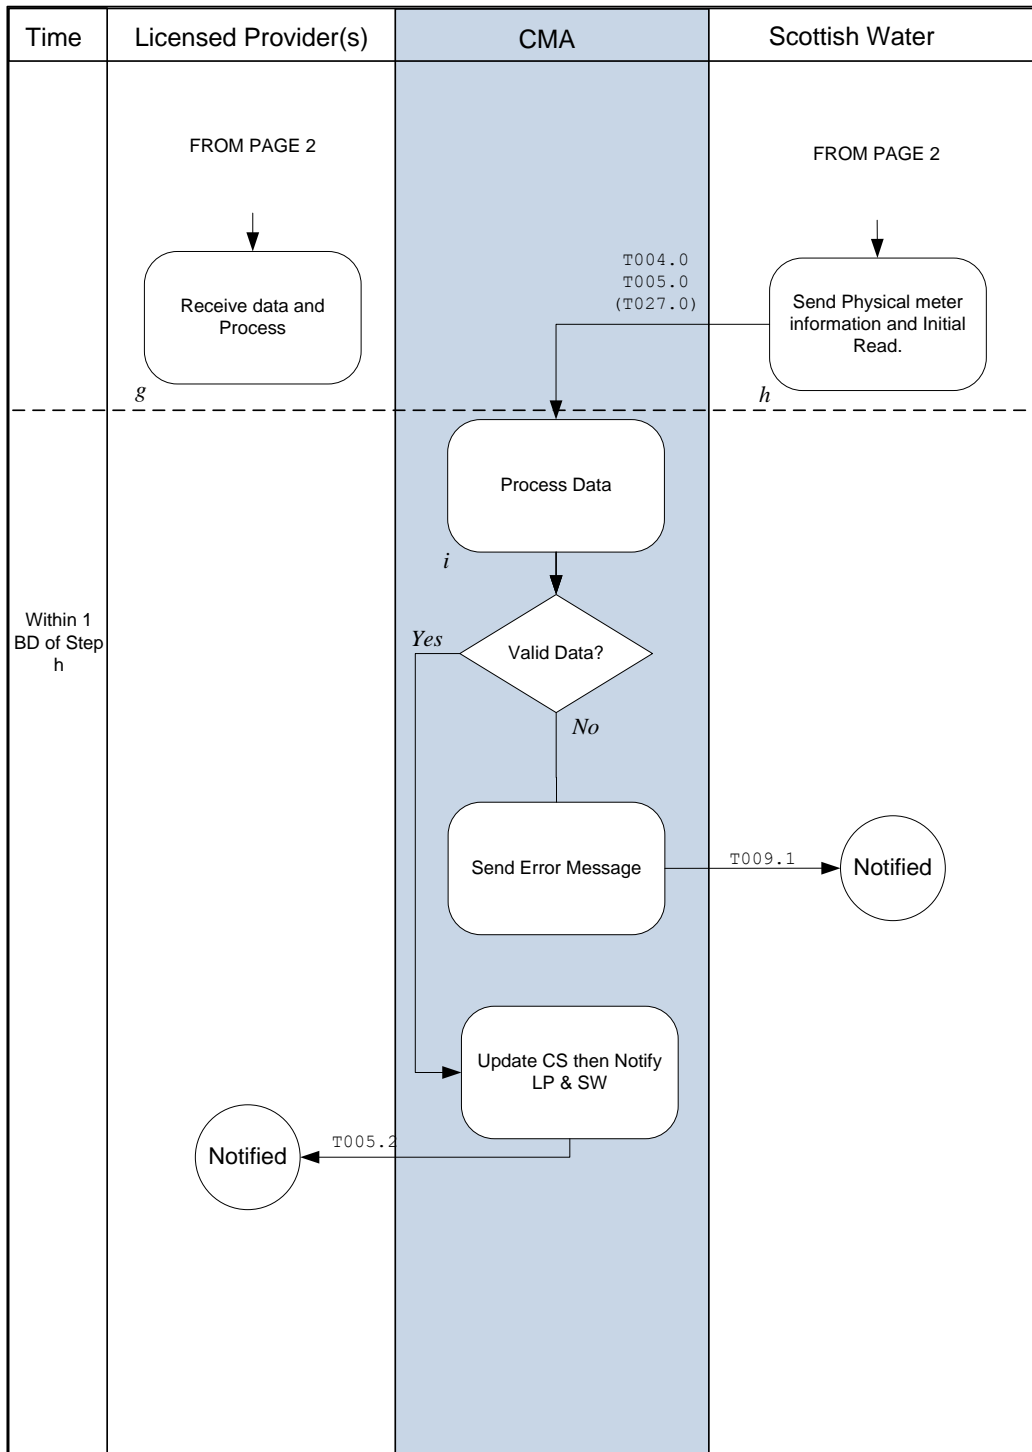 Time
Licensed Provider(s)
CMA
Scottish Water
FROM PAGE 2
FROM PAGE 2
T004.0
T005.0
(T027.0)
Receive data and
Process
Send Physical meter
information and Initial
Read.
g
h
Process Data
i
Within 1
BD of Step
h
Yes
Valid Data?
No
Send Error Message
T009.1
Notified
Update CS then Notify
LP & SW
T005.2
Notified